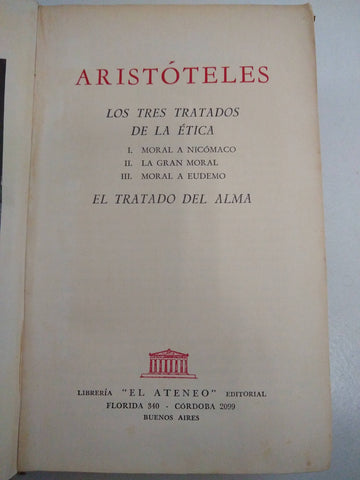 ARISTÓTELES
LOS TRES TRATADOS
DE LA ÉTICA
I. MORAL A NICÓMACO
II. LA GRAN MORAL
III. MORAL A EUDEMO
EL TRATADO DEL ALMA
LIBRERÍA "EL ATENEO" EDITORIAL
FLORIDA 340 - CÓRDOBA 2099
BUENOS AIRES